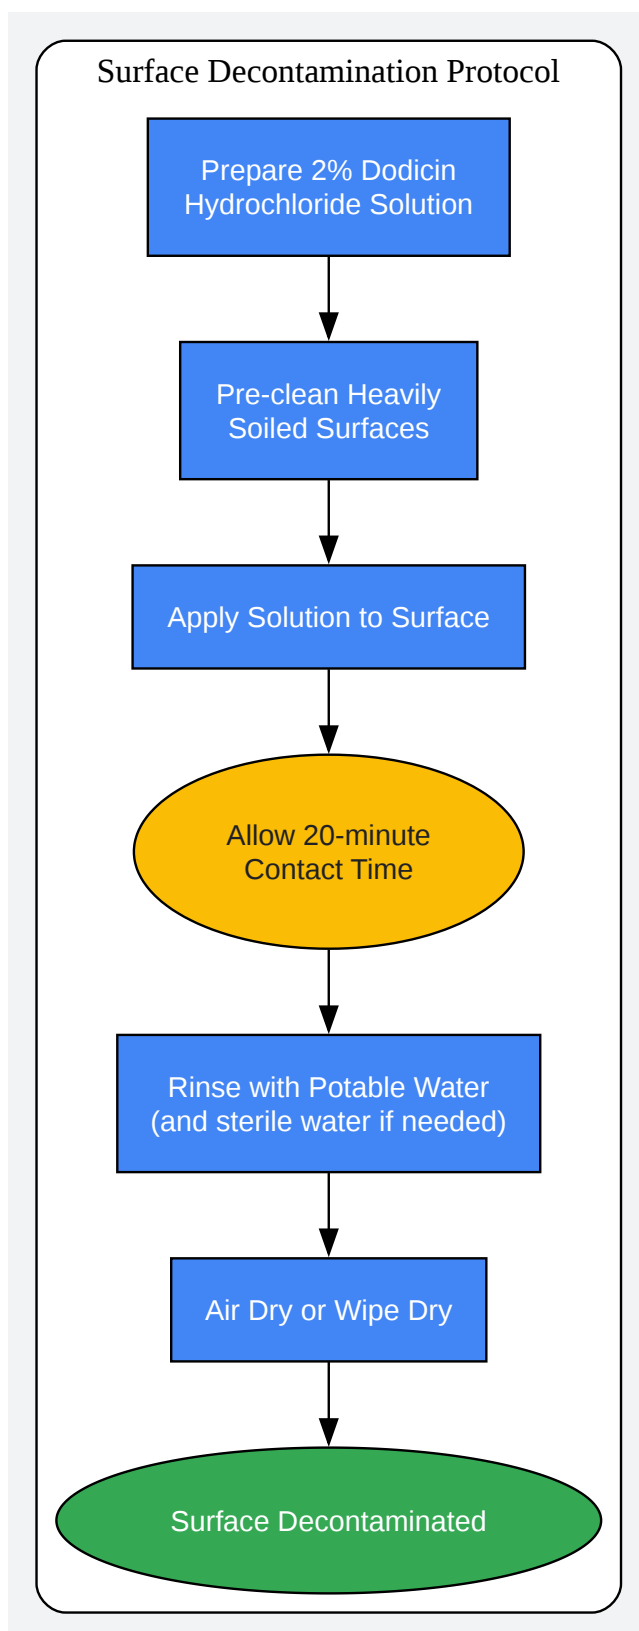 Surface Decontamination Protocol
Prepare 2% Dodicin
Hydrochloride Solution
Pre-clean Heavily
Soiled Surfaces
Apply Solution to Surface
Allow 20-minute
Contact Time
Rinse with Potable Water
(and sterile water if needed)
Air Dry or Wipe Dry
Surface Decontaminated